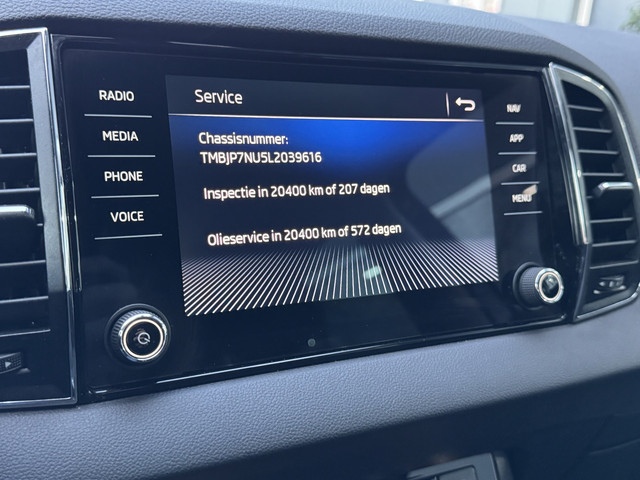 Service
RADIO
MEDIA
PHONE
VOICE
Chassisnummer:
TMBJP7NU5L2039616
Inspectie in 20400 km of 207 dagen
Olieservice in 20400 km of 572 dagen
NAV
APP
CAR
MENU